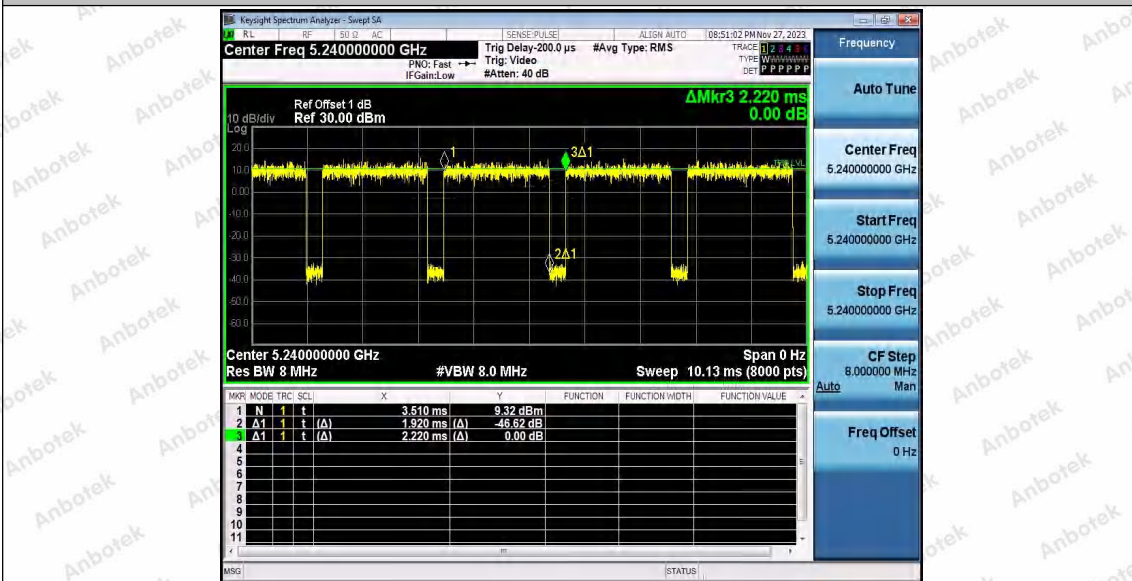 Keysight Spectrum Analyzer - Swept SA
RL RF 50 Ω AC SENSE:PULSE ALIGN AUTO 08:51:02 PM Nov 27, 2023
Center Freq 5.240000000 GHz
PNO: Fast
IFGain:Low
Trig Delay-200.0 µs
Trig: Video
#Atten: 40 dB
#Avg Type: RMS
TRACE 1 2 3 4 5 6
TYPE WWWWWW
DET P P P P P P
ΔMkr3 2.220 ms
0.00 dB
Ref Offset 1 dB
10 dB/div Ref 30.00 dBm
Log
20.0
10.0
0.00
-10.0
-20.0
-30.0
-40.0
-50.0
-60.0
1
3Δ1
2Δ1
TRIG LVL
Center 5.240000000 GHz Span 0 Hz
Res BW 8 MHz #VBW 8.0 MHz Sweep 10.13 ms (8000 pts)
MKR MODE TRC SCL X Y FUNCTION FUNCTION WIDTH FUNCTION VALUE
1 N 1 t 3.510 ms 9.32 dBm
2 Δ1 1 t (Δ) 1.920 ms (Δ) -46.62 dB
3 Δ1 1 t (Δ) 2.220 ms (Δ) 0.00 dB
4
5
6
7
8
9
10
11
MSG STATUS
Frequency
Auto Tune
Center Freq
5.240000000 GHz
Start Freq
5.240000000 GHz
Stop Freq
5.240000000 GHz
CF Step
8.000000 MHz
Auto Man
Freq Offset
0 Hz
Anbotek